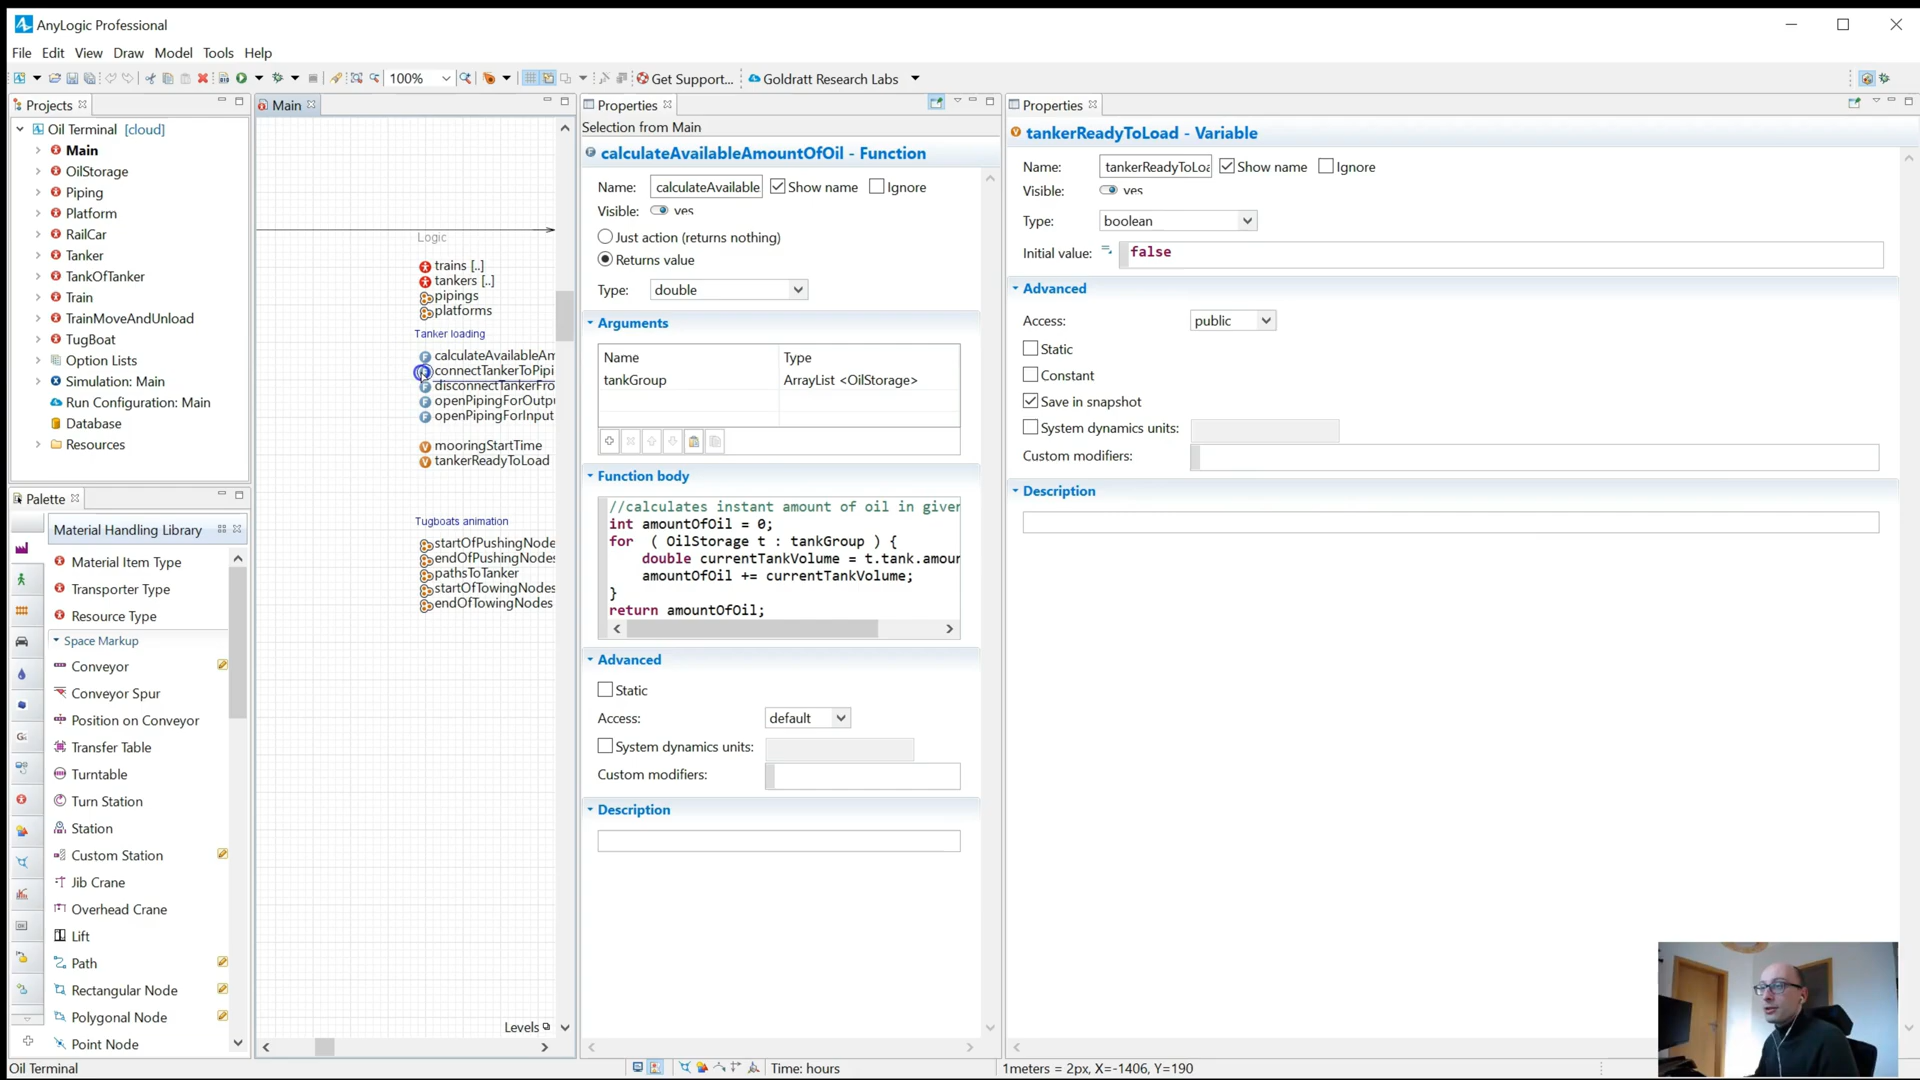 AnyLogic Professional
File Edit View Draw Model Tools Help
100% Get Support... Goldratt Research Labs
Projects
Oil Terminal [cloud]
Main
OilStorage
Piping
Platform
RailCar
Tanker
TankOfTanker
Train
TrainMoveAndUnload
TugBoat
Option Lists
Simulation: Main
Run Configuration: Main
Database
Resources
Palette
Material Handling Library
Material Item Type
Transporter Type
Resource Type
Space Markup
Conveyor
Conveyor Spur
Position on Conveyor
Transfer Table
Turntable
Turn Station
Station
Custom Station
Jib Crane
Overhead Crane
Lift
Path
Rectangular Node
Polygonal Node
Point Node
Main
Logic
trains [..]
tankers [..]
pipings
platforms
Tanker loading
calculateAvailableAm
connectTankerToPipi
disconnectTankerFro
openPipingForOutpu
openPipingForInput
mooringStartTime
tankerReadyToLoad
Tugboats animation
startOfPushingNode
endOfPushingNodes
pathsToTanker
startOfTowingNodes
endOfTowingNodes
Levels
Properties
Selection from Main
calculateAvailableAmountOfOil - Function
Name: calculateAvailable Show name Ignore
Visible: yes
Just action (returns nothing)
Returns value
Type: double
Arguments
Name Type
tankGroup ArrayList <OilStorage>
Function body
//calculates instant amount of oil in given
int amountOfOil = 0;
for ( OilStorage t : tankGroup ) {
double currentTankVolume = t.tank.amoun
amountOfOil += currentTankVolume;
}
return amountOfOil;
Advanced
Static
Access: default
System dynamics units:
Custom modifiers:
Description
Properties
tankerReadyToLoad - Variable
Name: tankerReadyToLoa Show name Ignore
Visible: yes
Type: boolean
Initial value: false
Advanced
Access: public
Static
Constant
Save in snapshot
System dynamics units:
Custom modifiers:
Description
Oil Terminal
Time: hours
1meters = 2px, X=-1406, Y=190